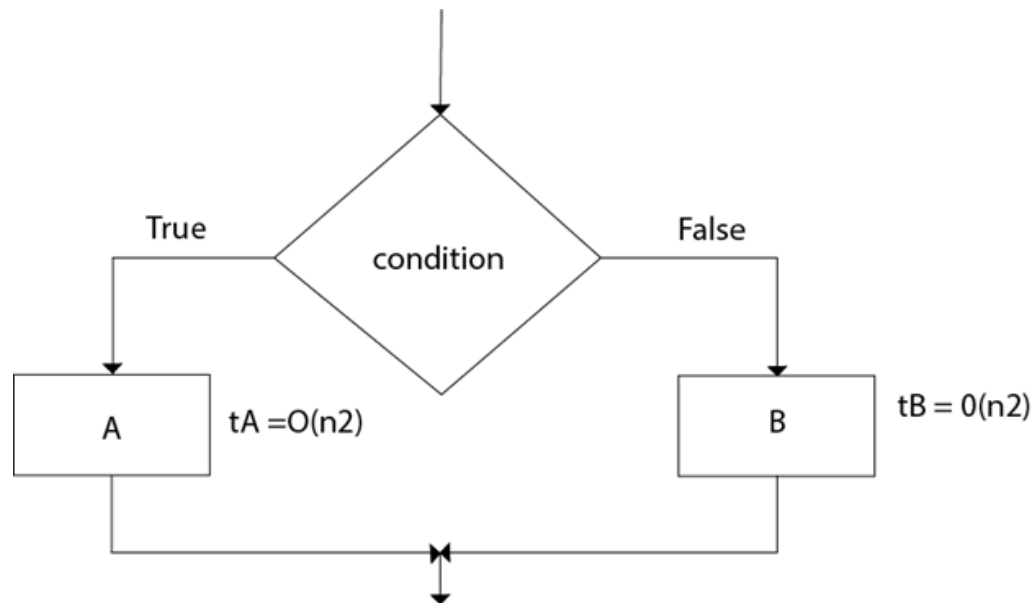 True
False
condition
A
tA =O(n2)
B
tB = 0(n2)